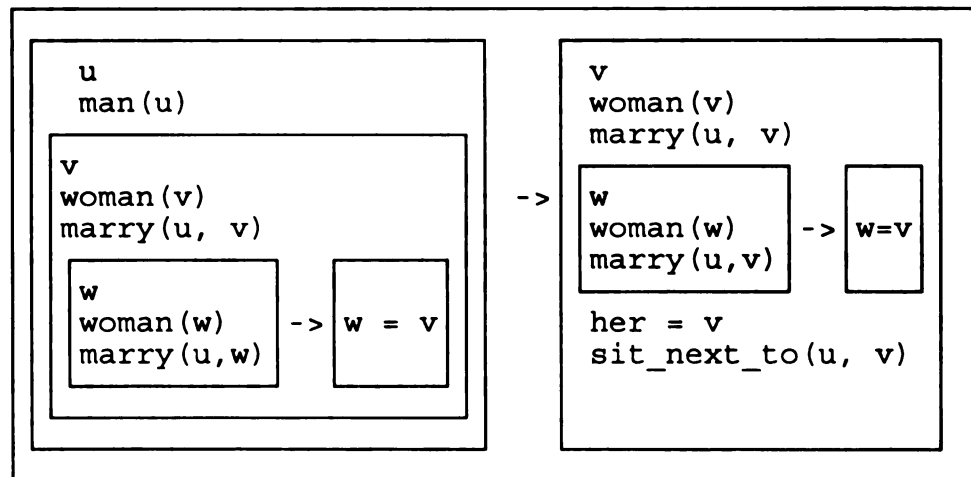 u
man(u)
v
woman(v)
marry(u, v)
w
woman(w)
marry(u,w)
-> w = v
->
v
woman(v)
marry(u, v)
w
woman(w)
marry(u,v)
-> w=v
her = v
sit_next_to(u, v)